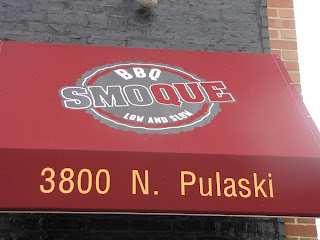 BBQ
SMOQUE
LOW AND SLOW
3800 N. Pulaski